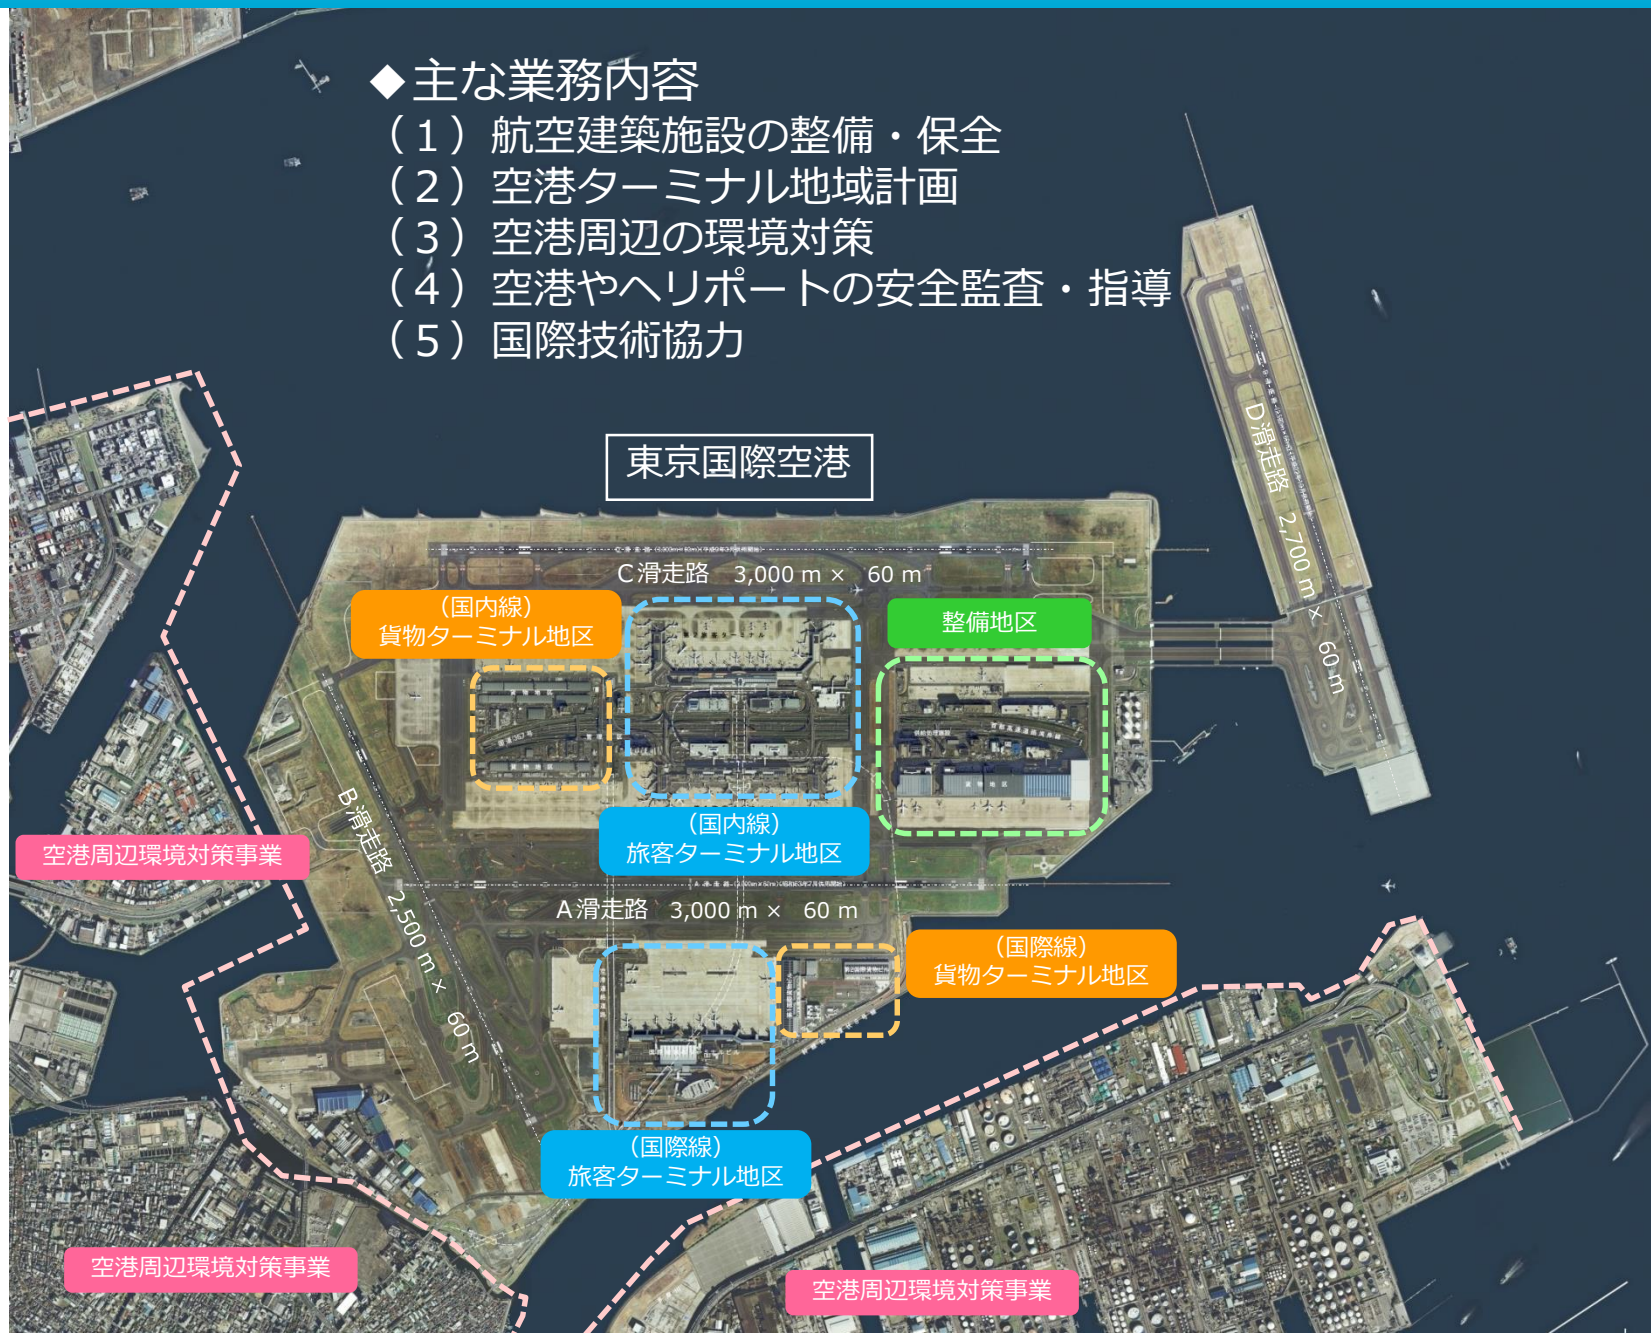 ◆主な業務内容
（１）航空建築施設の整備・保全
（２）空港ターミナル地域計画
（３）空港周辺の環境対策
（４）空港やヘリポートの安全監査・指導
（５）国際技術協力
東京国際空港
D滑走路 2,700 m × 60 m
C滑走路 3,000 m × 60 m
（国内線）
貨物ターミナル地区
整備地区
（国内線）
旅客ターミナル地区
B滑走路 2,500 m × 60 m
空港周辺環境対策事業
A滑走路 3,000 m × 60 m
（国際線）
貨物ターミナル地区
（国際線）
旅客ターミナル地区
空港周辺環境対策事業
空港周辺環境対策事業